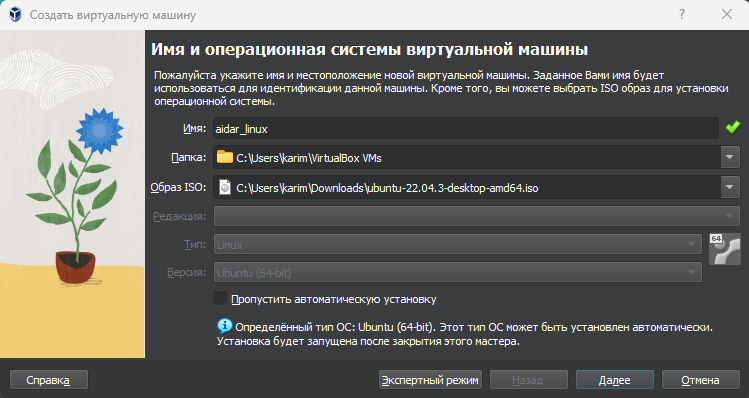 Создать виртуальную машину
Имя и операционная системы виртуальной машины
Пожалуйста укажите имя и местоположение новой виртуальной машины. Заданное Вами имя будет
использоваться для идентификации данной машины. Кроме того, вы можете выбрать ISO образ для установки
операционной системы.
Имя: aidar_linux
Папка: C:\Users\karim\VirtualBox VMs
Образ ISO: C:\Users\karim\Downloads\ubuntu-22.04.3-desktop-amd64.iso
Редакция:
Тип: Linux 64
Версия: Ubuntu (64-bit)
Пропустить автоматическую установку
Определённый тип ОС: Ubuntu (64-bit). Этот тип ОС может быть установлен автоматически.
Установка будет запущена после закрытия этого мастера.
Справка Экспертный режим Назад Далее Отмена